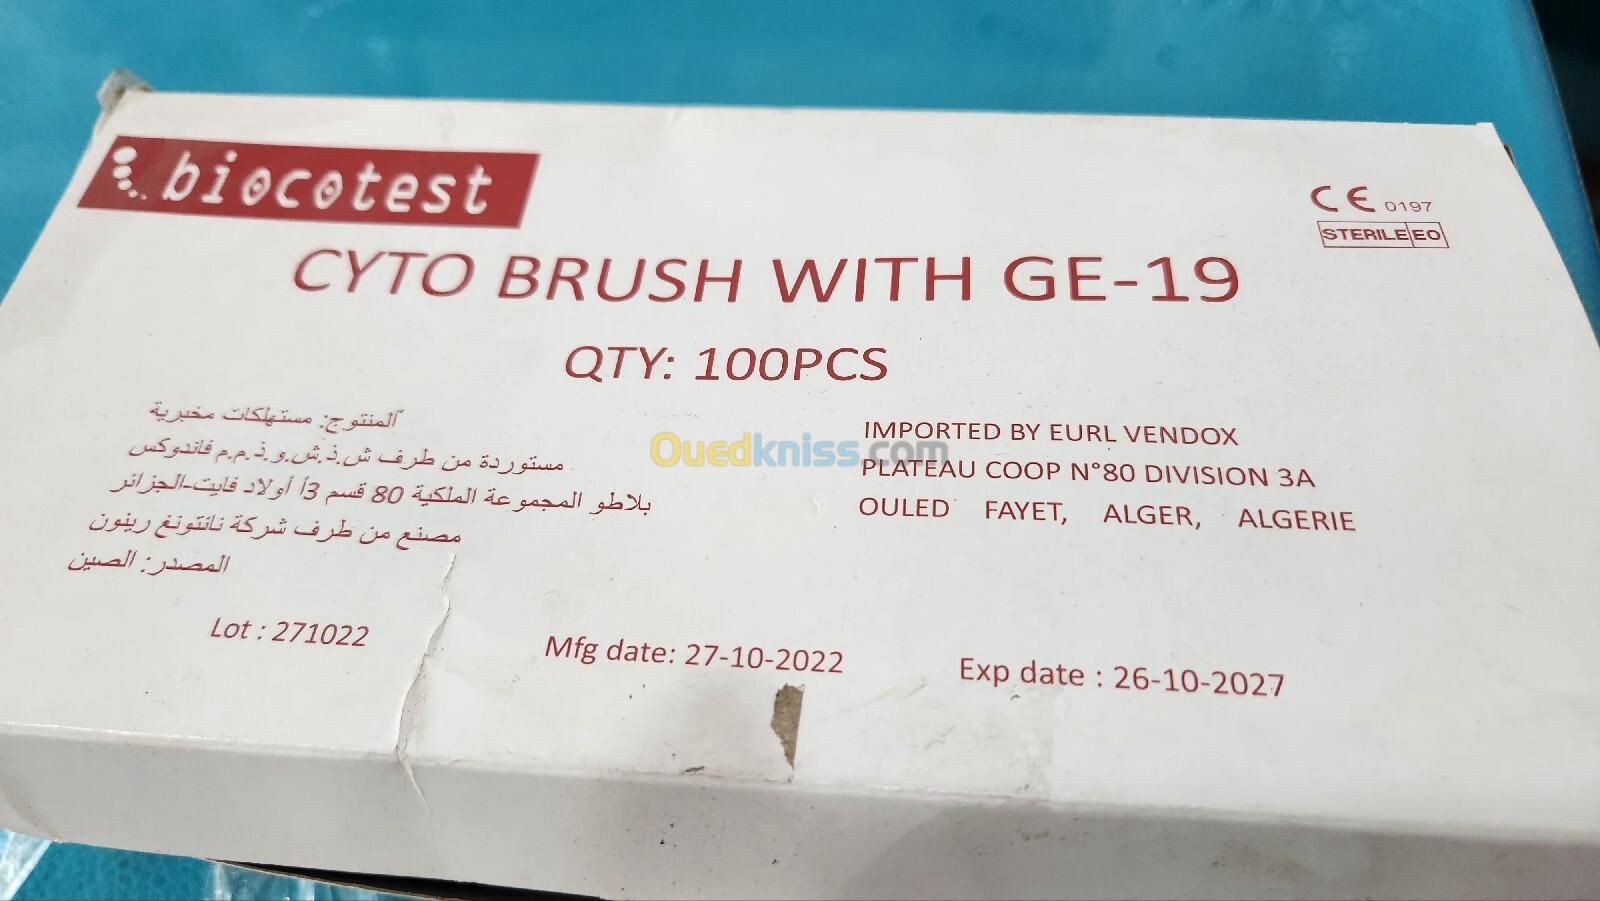 biocotest
CE 0197
STERILE EO
CYTO BRUSH WITH GE-19
QTY: 100PCS
المنتوج: مستهلكات مخبرية
مستوردة من طرف ش.ذ.ش.و.ذ.م.م فاندوكس
بلاطو المجموعة الملكية 80 قسم 3أ أولاد فايت-الجزائر
مصنع من طرف شركة نانتونغ رينون
المصدر: الصين
IMPORTED BY EURL VENDOX
PLATEAU COOP N°80 DIVISION 3A
OULED FAYET, ALGER, ALGERIE
Ouedkniss.com
Lot : 271022
Mfg date: 27-10-2022
Exp date : 26-10-2027